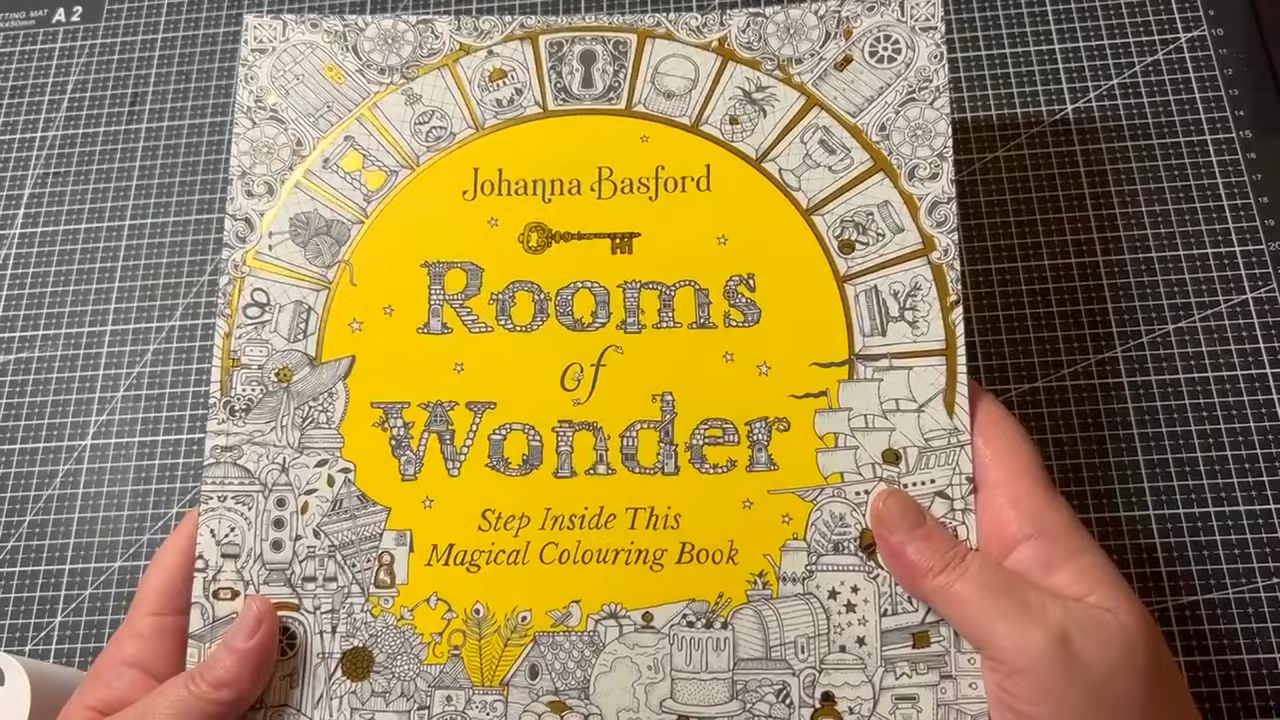 A2
Johanna Basford
Rooms
of
Wonder
Step Inside This
Magical Colouring Book